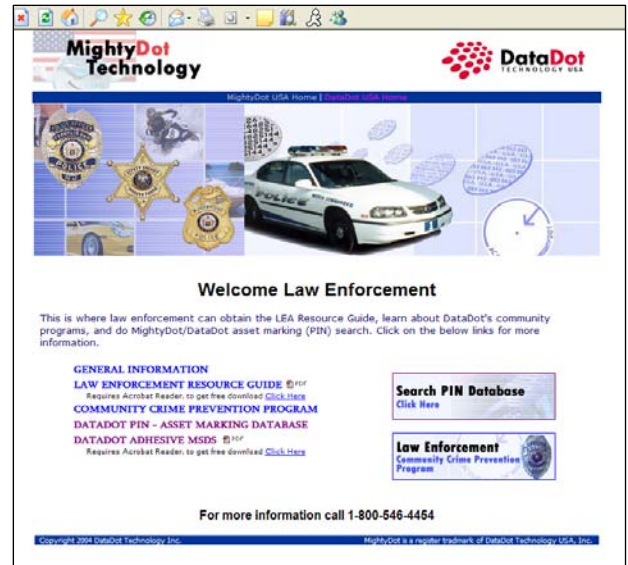 MightyDot
Technology
DataDot
TECHNOLOGY USA
MightyDot USA Home | DataDot USA Home
POLICE
Welcome Law Enforcement
This is where law enforcement can obtain the LEA Resource Guide, learn about DataDot's community
programs, and do MightyDot/DataDot asset marking (PIN) search. Click on the below links for more
information.
GENERAL INFORMATION
LAW ENFORCEMENT RESOURCE GUIDE PDF
Requires Acrobat Reader. to get free download Click Here
COMMUNITY CRIME PREVENTION PROGRAM
DATADOT PIN - ASSET MARKING DATABASE
DATADOT ADHESIVE MSDS PDF
Requires Acrobat Reader. to get free download Click Here
Search PIN Database
Click Here
Law Enforcement
Community Crime Prevention
Program
For more information call 1-800-546-4454
Copyright 2004 DataDot Technology Inc.
MightyDot is a register trademark of DataDot Technology USA, Inc.